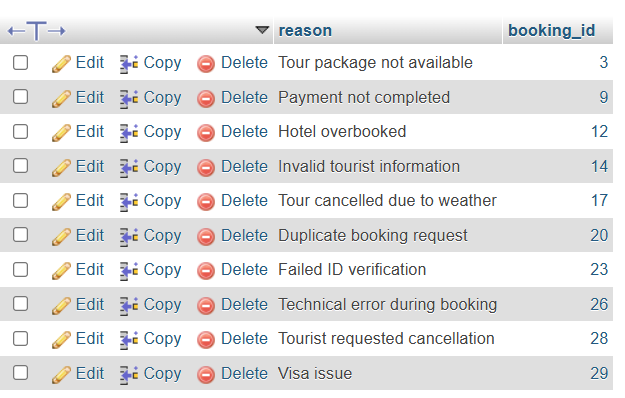 reason booking_id
Edit Copy Delete Tour package not available 3
Edit Copy Delete Payment not completed 9
Edit Copy Delete Hotel overbooked 12
Edit Copy Delete Invalid tourist information 14
Edit Copy Delete Tour cancelled due to weather 17
Edit Copy Delete Duplicate booking request 20
Edit Copy Delete Failed ID verification 23
Edit Copy Delete Technical error during booking 26
Edit Copy Delete Tourist requested cancellation 28
Edit Copy Delete Visa issue 29